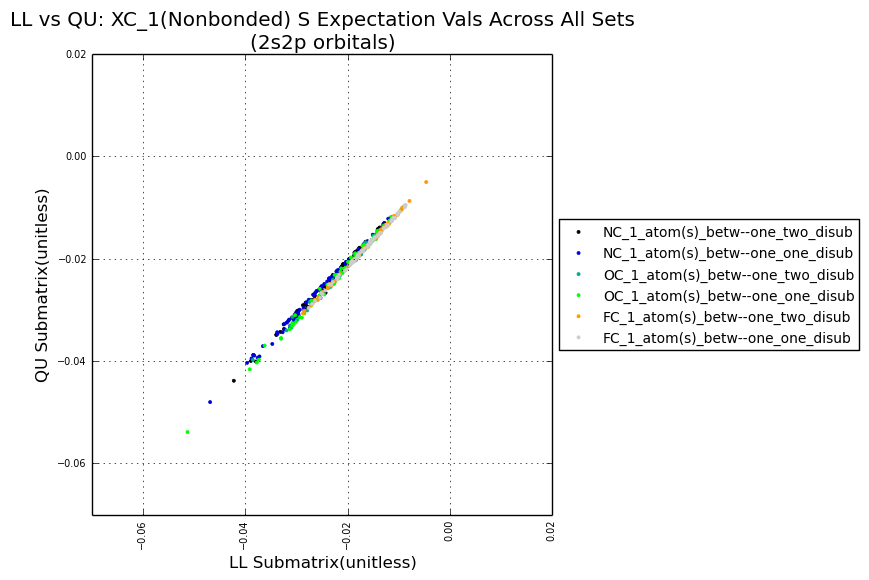 LL vs QU: XC_1(Nonbonded) S Expectation Vals Across All Sets
(2s2p orbitals)
0.02
0.00
−0.02
−0.04
−0.06
QU Submatrix(unitless)
−0.06
−0.04
−0.02
0.00
0.02
LL Submatrix(unitless)
NC_1_atom(s)_betw--one_two_disub
NC_1_atom(s)_betw--one_one_disub
OC_1_atom(s)_betw--one_two_disub
OC_1_atom(s)_betw--one_one_disub
FC_1_atom(s)_betw--one_two_disub
FC_1_atom(s)_betw--one_one_disub